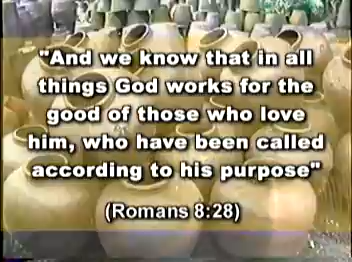 "And we know that in all
things God works for the
good of those who love
him, who have been called
according to his purpose"
(Romans 8:28)